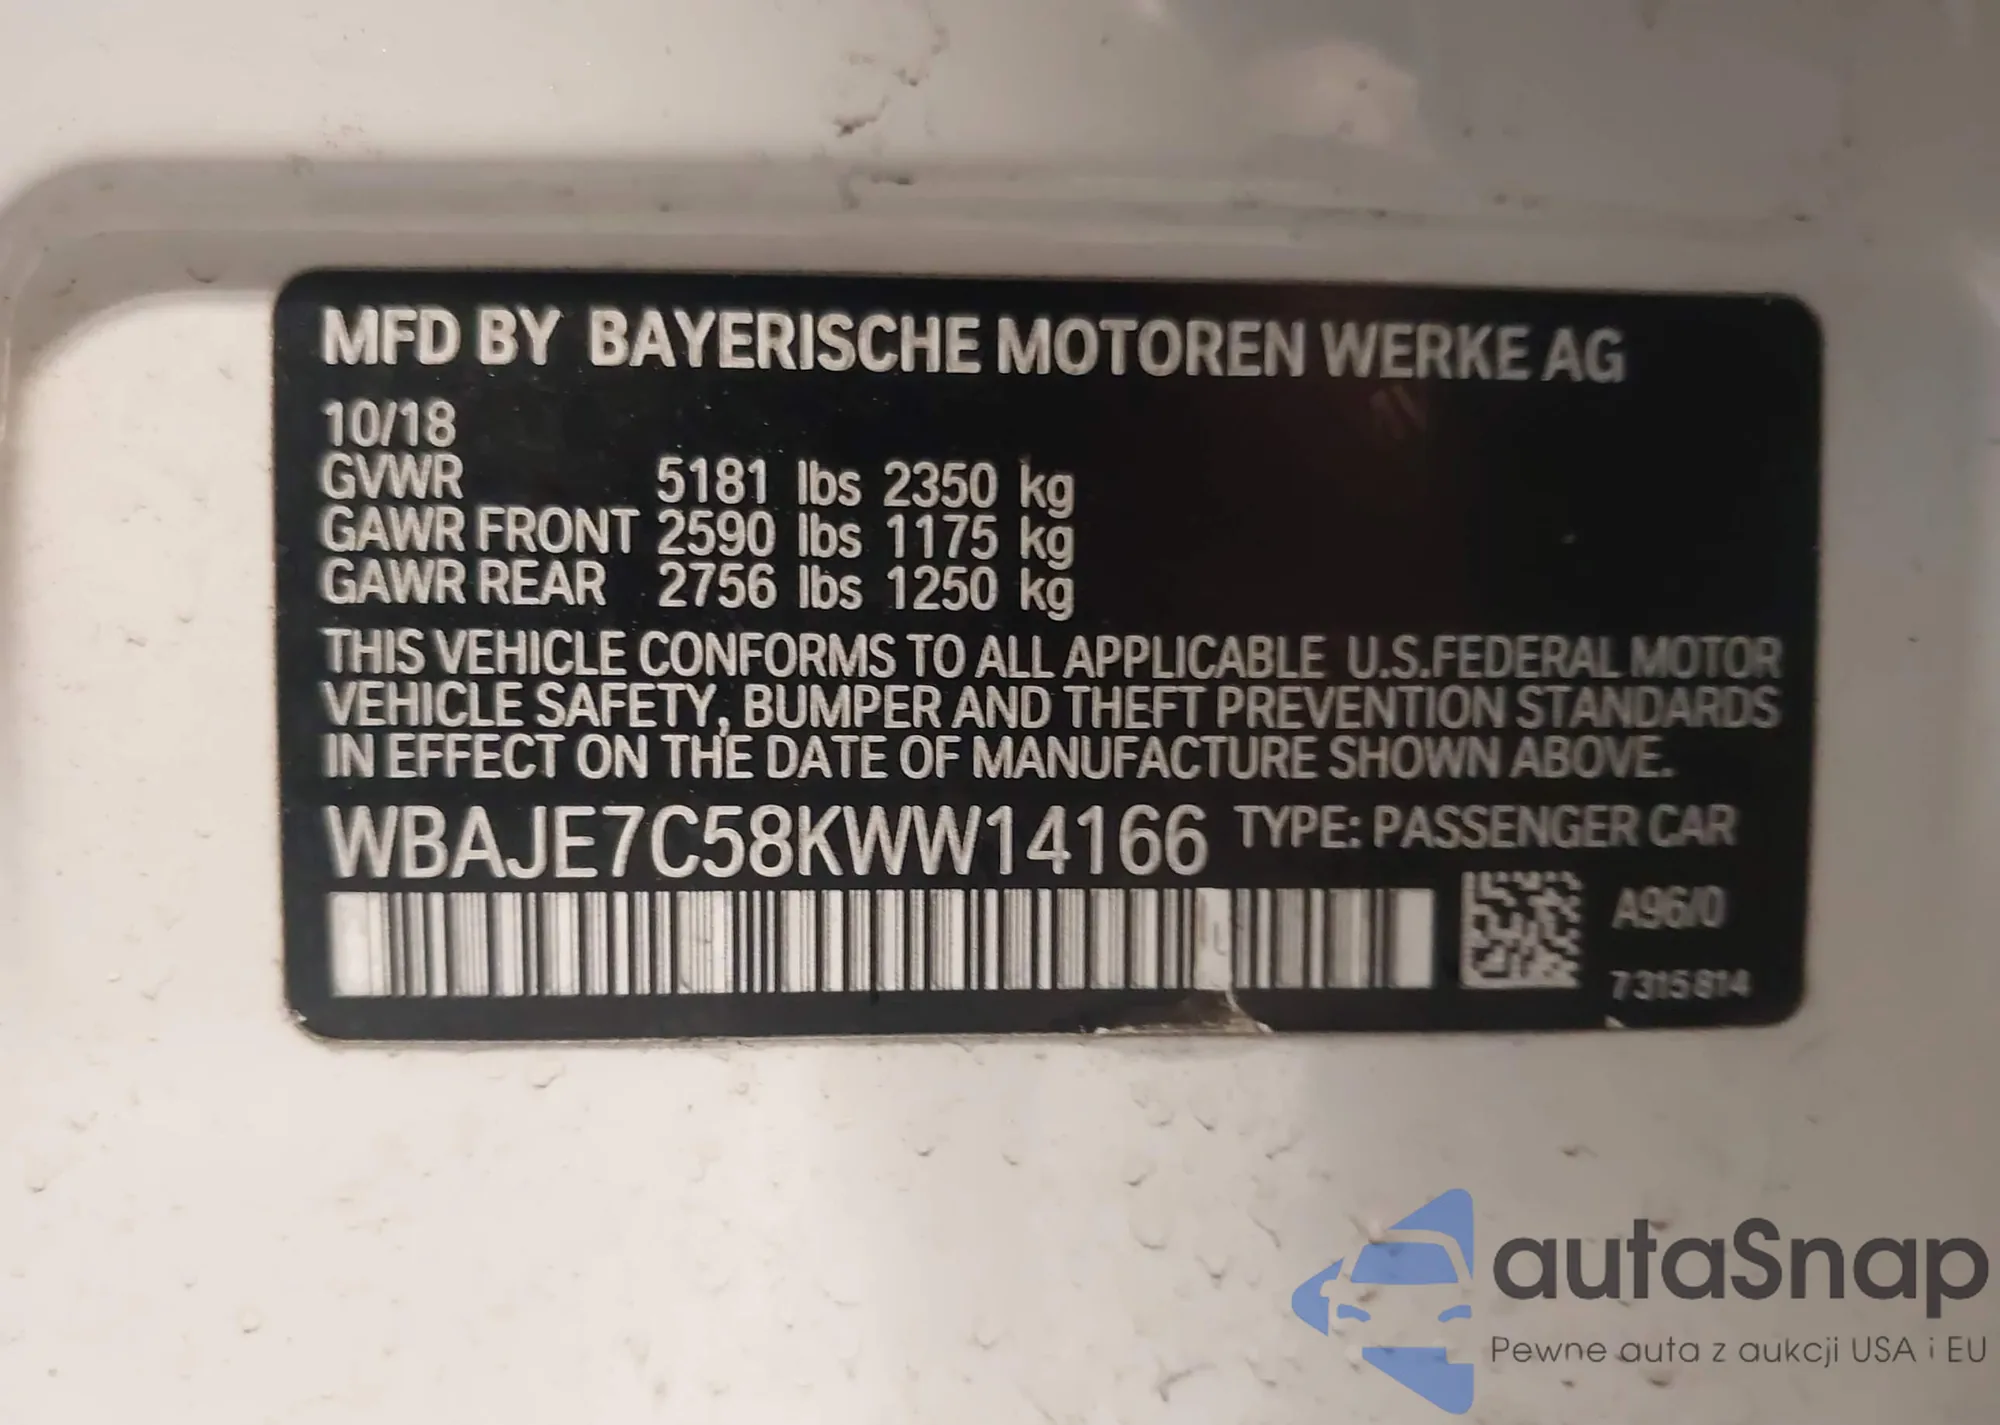 MFD BY BAYERISCHE MOTOREN WERKE AG
10/18
GVWR 5181 lbs 2350 kg
GAWR FRONT 2590 lbs 1175 kg
GAWR REAR 2756 lbs 1250 kg
THIS VEHICLE CONFORMS TO ALL APPLICABLE U.S.FEDERAL MOTOR
VEHICLE SAFETY, BUMPER AND THEFT PREVENTION STANDARDS
IN EFFECT ON THE DATE OF MANUFACTURE SHOWN ABOVE.
WBAJE7C58KWW14166 TYPE: PASSENGER CAR
A96/0
7315814
autaSnap
Pewne auta z aukcji USA i EU